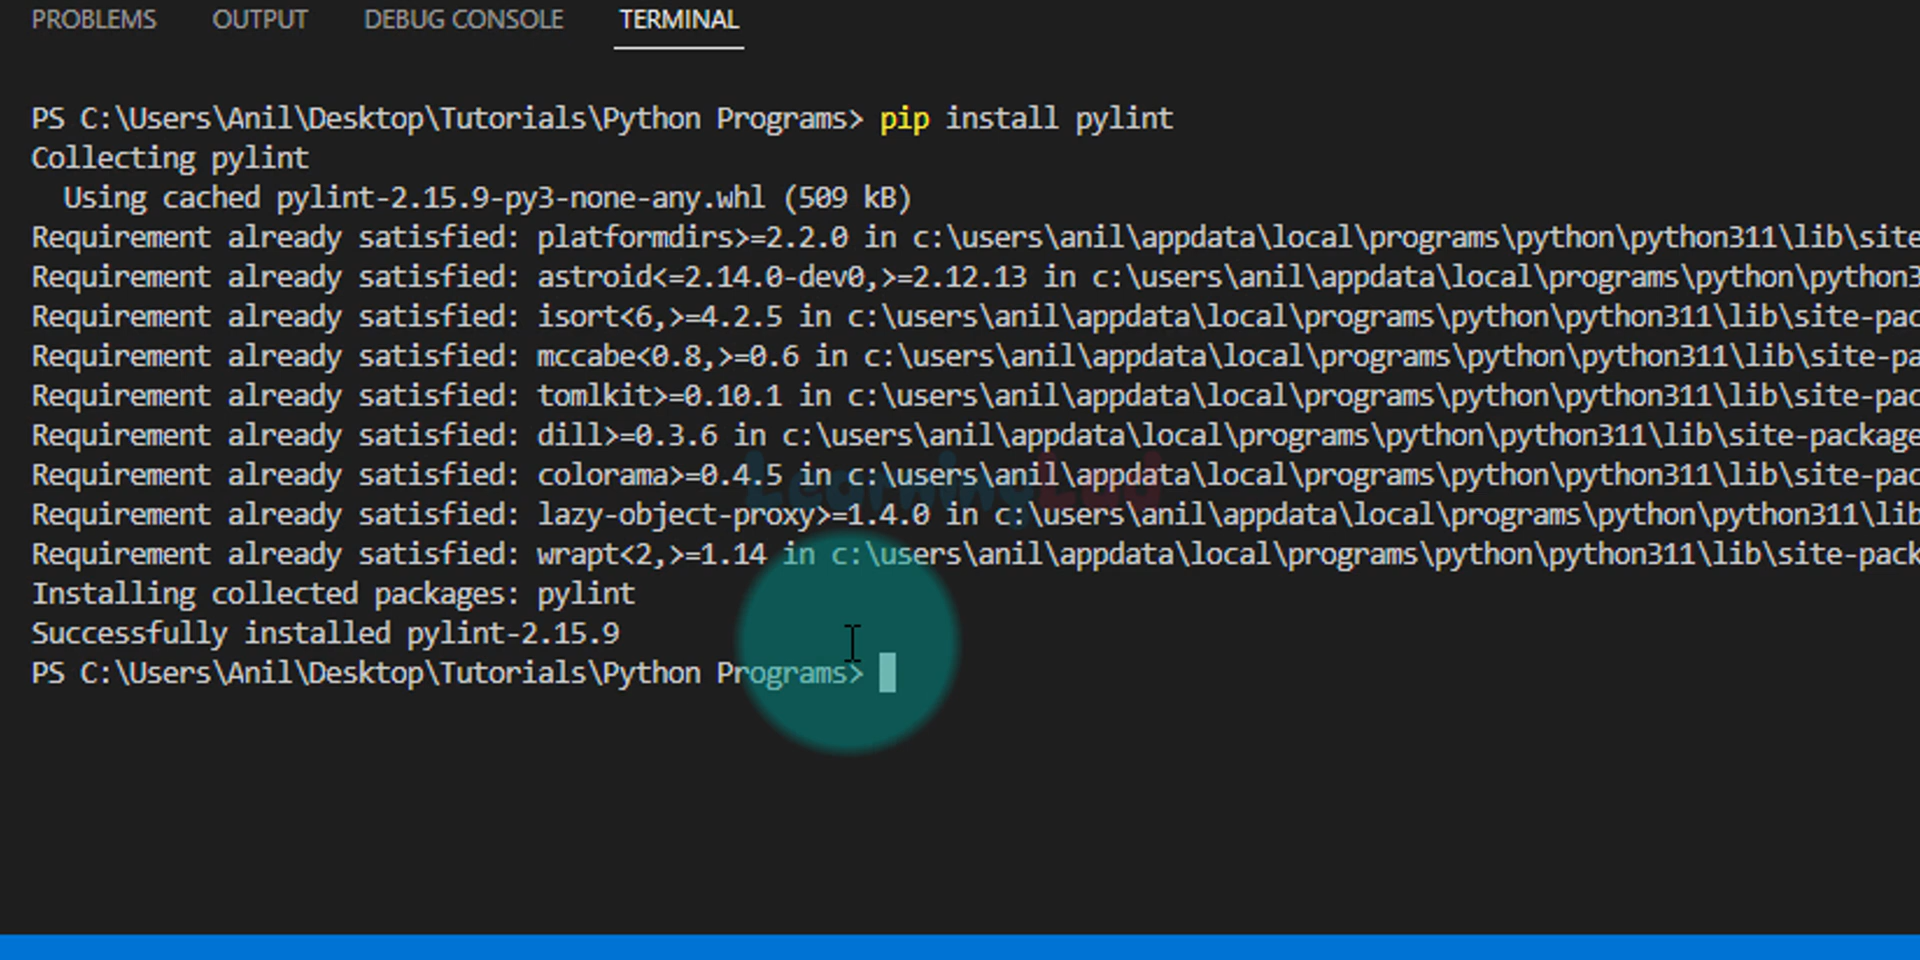 PROBLEMS OUTPUT DEBUG CONSOLE TERMINAL
PS C:\Users\Anil\Desktop\Tutorials\Python Programs> pip install pylint
Collecting pylint
  Using cached pylint-2.15.9-py3-none-any.whl (509 kB)
Requirement already satisfied: platformdirs>=2.2.0 in c:\users\anil\appdata\local\programs\python\python311\lib\site
Requirement already satisfied: astroid<=2.14.0-dev0,>=2.12.13 in c:\users\anil\appdata\local\programs\python\python3
Requirement already satisfied: isort<6,>=4.2.5 in c:\users\anil\appdata\local\programs\python\python311\lib\site-pac
Requirement already satisfied: mccabe<0.8,>=0.6 in c:\users\anil\appdata\local\programs\python\python311\lib\site-pa
Requirement already satisfied: tomlkit>=0.10.1 in c:\users\anil\appdata\local\programs\python\python311\lib\site-pac
Requirement already satisfied: dill>=0.3.6 in c:\users\anil\appdata\local\programs\python\python311\lib\site-package
Requirement already satisfied: colorama>=0.4.5 in c:\users\anil\appdata\local\programs\python\python311\lib\site-pac
LearningLad
Requirement already satisfied: lazy-object-proxy>=1.4.0 in c:\users\anil\appdata\local\programs\python\python311\lib
Requirement already satisfied: wrapt<2,>=1.14 in c:\users\anil\appdata\local\programs\python\python311\lib\site-pack
Installing collected packages: pylint
Successfully installed pylint-2.15.9
PS C:\Users\Anil\Desktop\Tutorials\Python Programs>